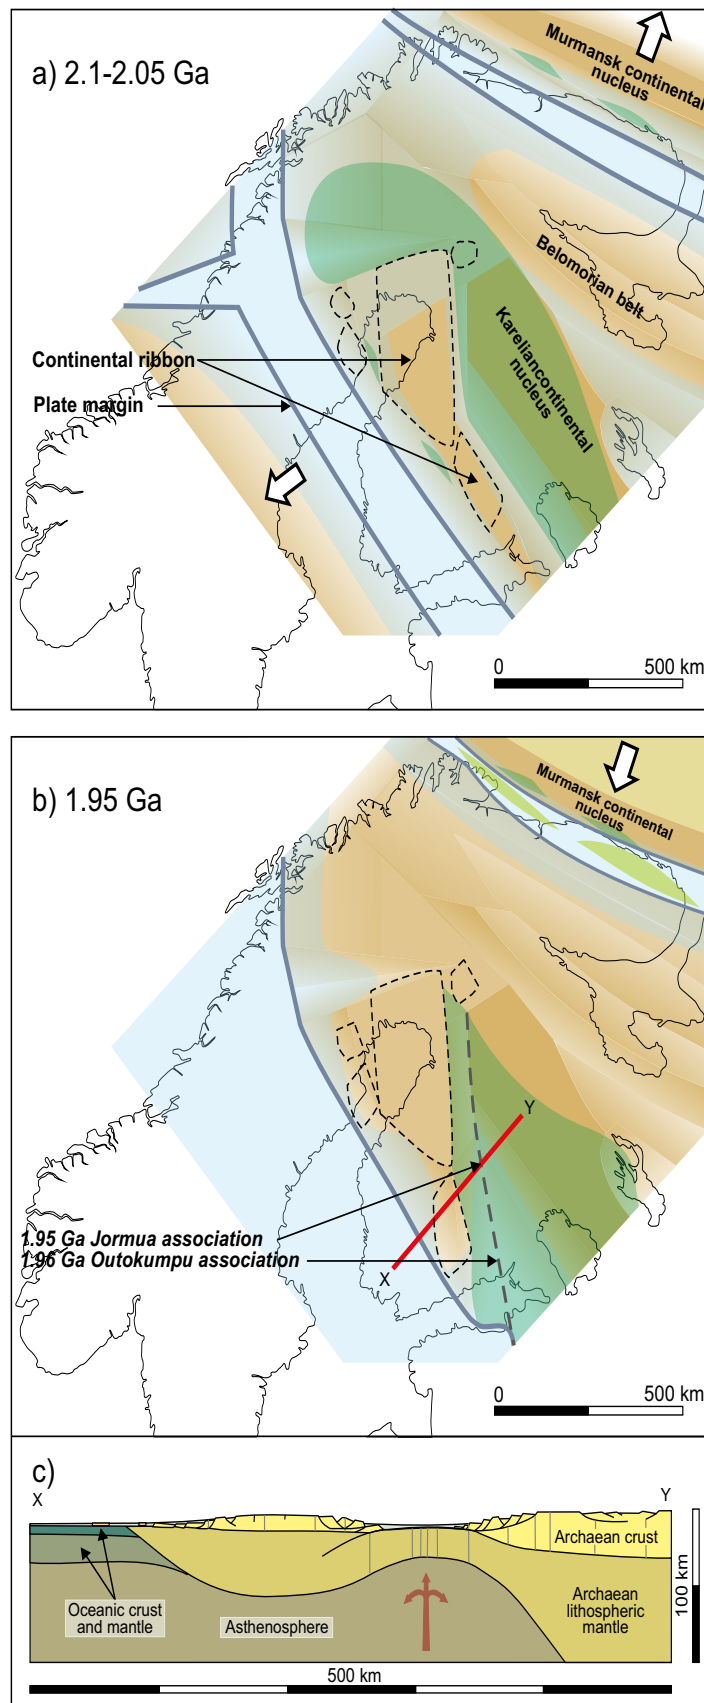 a) 2.1-2.05 Ga
Murmansk continental
nucleus
Belomorian belt
Kareliancontinental
nucleus
Continental ribbon
Plate margin
0 500 km
b) 1.95 Ga
Murmansk continental
nucleus
Y
1.95 Ga Jormua association
1.96 Ga Outokumpu association
X
0 500 km
c)
X Y
Archaean crust
Oceanic crust
and mantle
Asthenosphere
Archaean
lithospheric
mantle
100 km
500 km